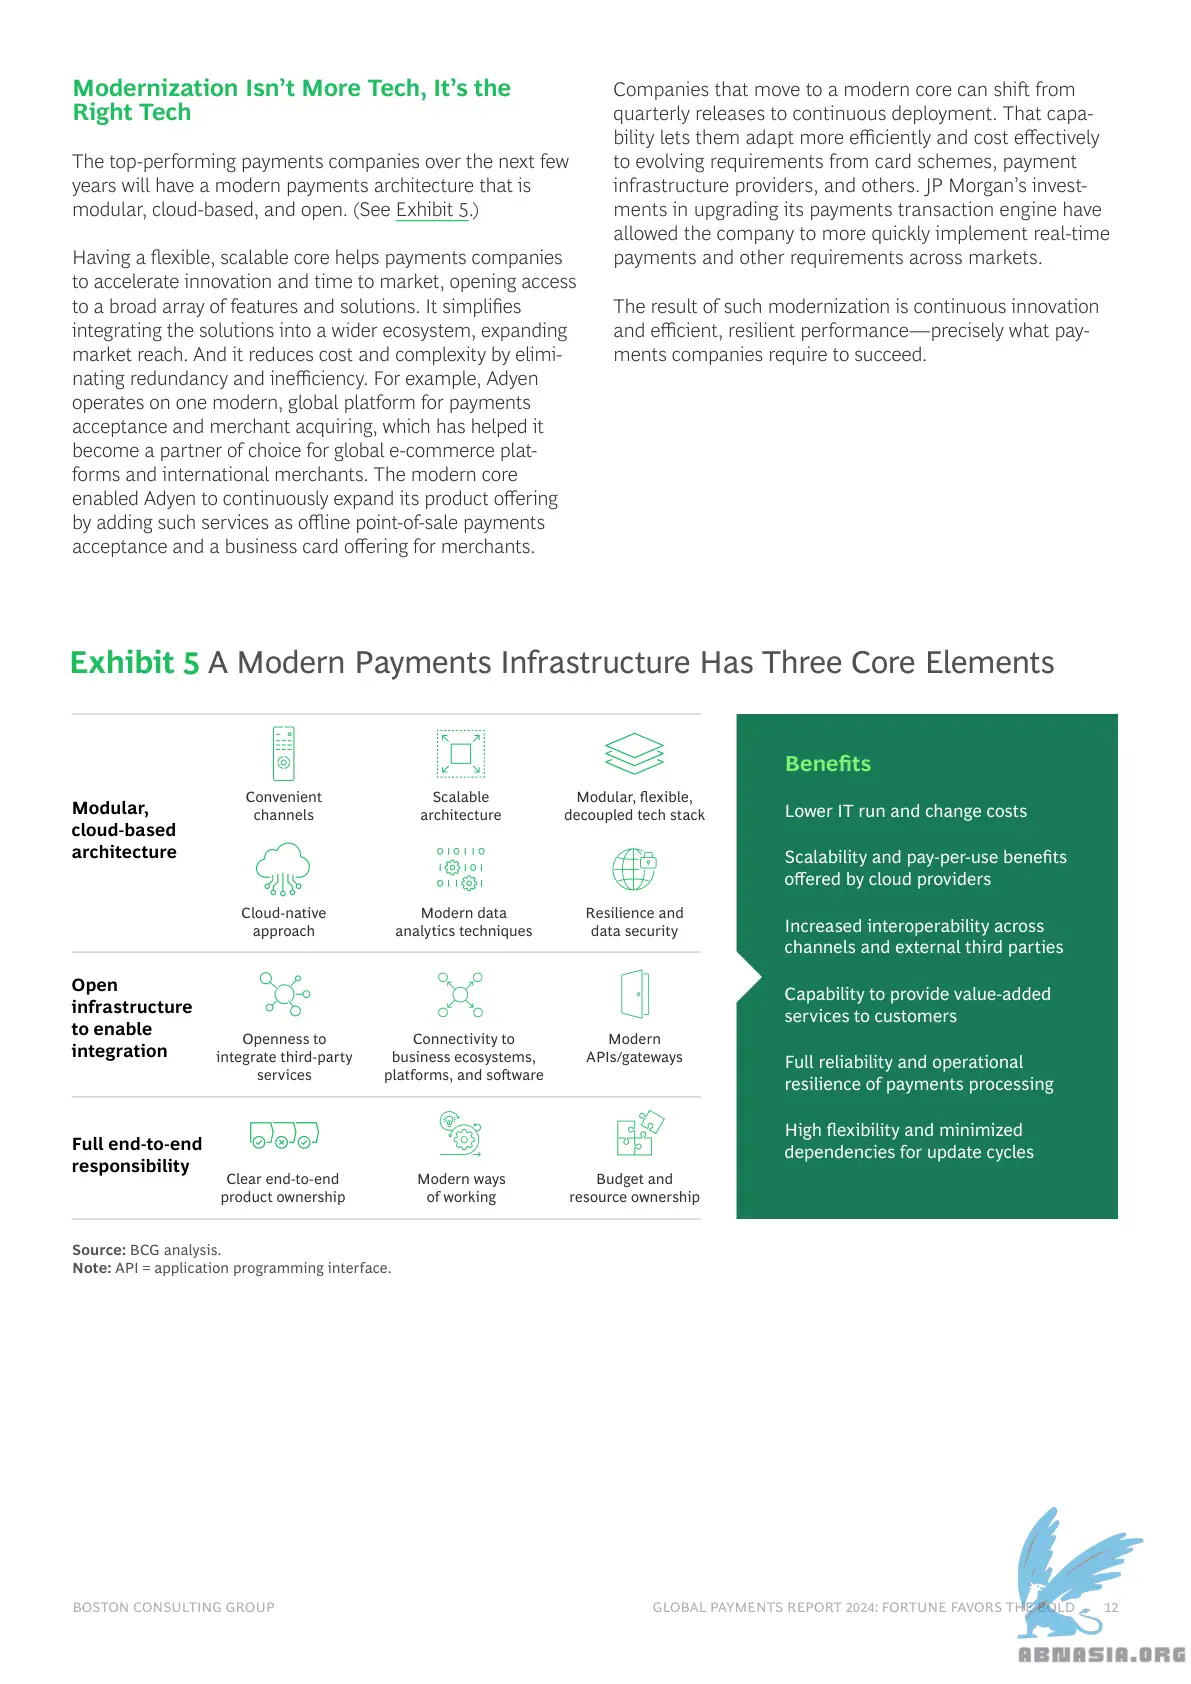 Modernization Isn’t More Tech, It’s the
Right Tech
The top-performing payments companies over the next few
years will have a modern payments architecture that is
modular, cloud-based, and open. (See Exhibit 5.)
Having a flexible, scalable core helps payments companies
to accelerate innovation and time to market, opening access
to a broad array of features and solutions. It simplifies
integrating the solutions into a wider ecosystem, expanding
market reach. And it reduces cost and complexity by elimi-
nating redundancy and inefficiency. For example, Adyen
operates on one modern, global platform for payments
acceptance and merchant acquiring, which has helped it
become a partner of choice for global e-commerce plat-
forms and international merchants. The modern core
enabled Adyen to continuously expand its product offering
by adding such services as offline point-of-sale payments
acceptance and a business card offering for merchants.
Companies that move to a modern core can shift from
quarterly releases to continuous deployment. That capa-
bility lets them adapt more efficiently and cost effectively
to evolving requirements from card schemes, payment
infrastructure providers, and others. JP Morgan’s invest-
ments in upgrading its payments transaction engine have
allowed the company to more quickly implement real-time
payments and other requirements across markets.
The result of such modernization is continuous innovation
and efficient, resilient performance—precisely what pay-
ments companies require to succeed.
Exhibit 5 A Modern Payments Infrastructure Has Three Core Elements
Modular,
cloud-based
architecture
Convenient
channels
Scalable
architecture
Modular, flexible,
decoupled tech stack
Cloud-native
approach
010110
10101
01101
Modern data
analytics techniques
Resilience and
data security
Open
infrastructure
to enable
integration
Openness to
integrate third-party
services
Connectivity to
business ecosystems,
platforms, and software
Modern
APIs/gateways
Full end-to-end
responsibility
Clear end-to-end
product ownership
Modern ways
of working
Budget and
resource ownership
Benefits
Lower IT run and change costs
Scalability and pay-per-use benefits
offered by cloud providers
Increased interoperability across
channels and external third parties
Capability to provide value-added
services to customers
Full reliability and operational
resilience of payments processing
High flexibility and minimized
dependencies for update cycles
Source: BCG analysis.
Note: API = application programming interface.
BOSTON CONSULTING GROUP
GLOBAL PAYMENTS REPORT 2024: FORTUNE FAVORS THE BOLD 12
ABNASIA.ORG